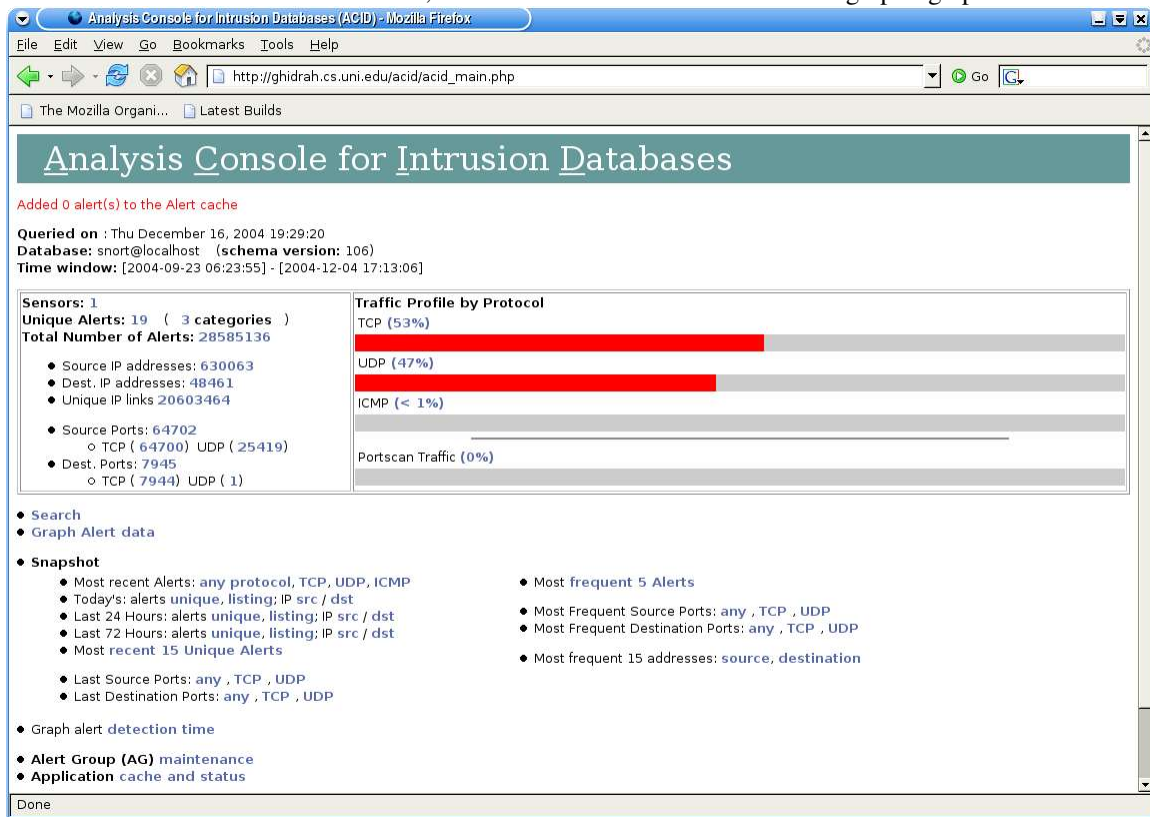 Analysis Console for Intrusion Databases (ACID) - Mozilla Firefox
File Edit View Go Bookmarks Tools Help
http://ghidrah.cs.uni.edu/acid/acid_main.php
Go
G
The Mozilla Organi... Latest Builds
Analysis Console for Intrusion Databases
Added 0 alert(s) to the Alert cache
Queried on : Thu December 16, 2004 19:29:20
Database: snort@localhost (schema version: 106)
Time window: [2004-09-23 06:23:55] - [2004-12-04 17:13:06]
Sensors: 1
Unique Alerts: 19 ( 3 categories )
Total Number of Alerts: 28585136
Source IP addresses: 630063
Dest. IP addresses: 48461
Unique IP links 20603464
Source Ports: 64702
TCP ( 64700) UDP ( 25419)
Dest. Ports: 7945
TCP ( 7944) UDP ( 1)
Traffic Profile by Protocol
TCP (53%)
UDP (47%)
ICMP (< 1%)
Portscan Traffic (0%)
Search
Graph Alert data
Snapshot
Most recent Alerts: any protocol, TCP, UDP, ICMP
Today's: alerts unique, listing; IP src / dst
Last 24 Hours: alerts unique, listing; IP src / dst
Last 72 Hours: alerts unique, listing; IP src / dst
Most recent 15 Unique Alerts
Last Source Ports: any , TCP , UDP
Last Destination Ports: any , TCP , UDP
Most frequent 5 Alerts
Most Frequent Source Ports: any , TCP , UDP
Most Frequent Destination Ports: any , TCP , UDP
Most frequent 15 addresses: source, destination
Graph alert detection time
Alert Group (AG) maintenance
Application cache and status
Done